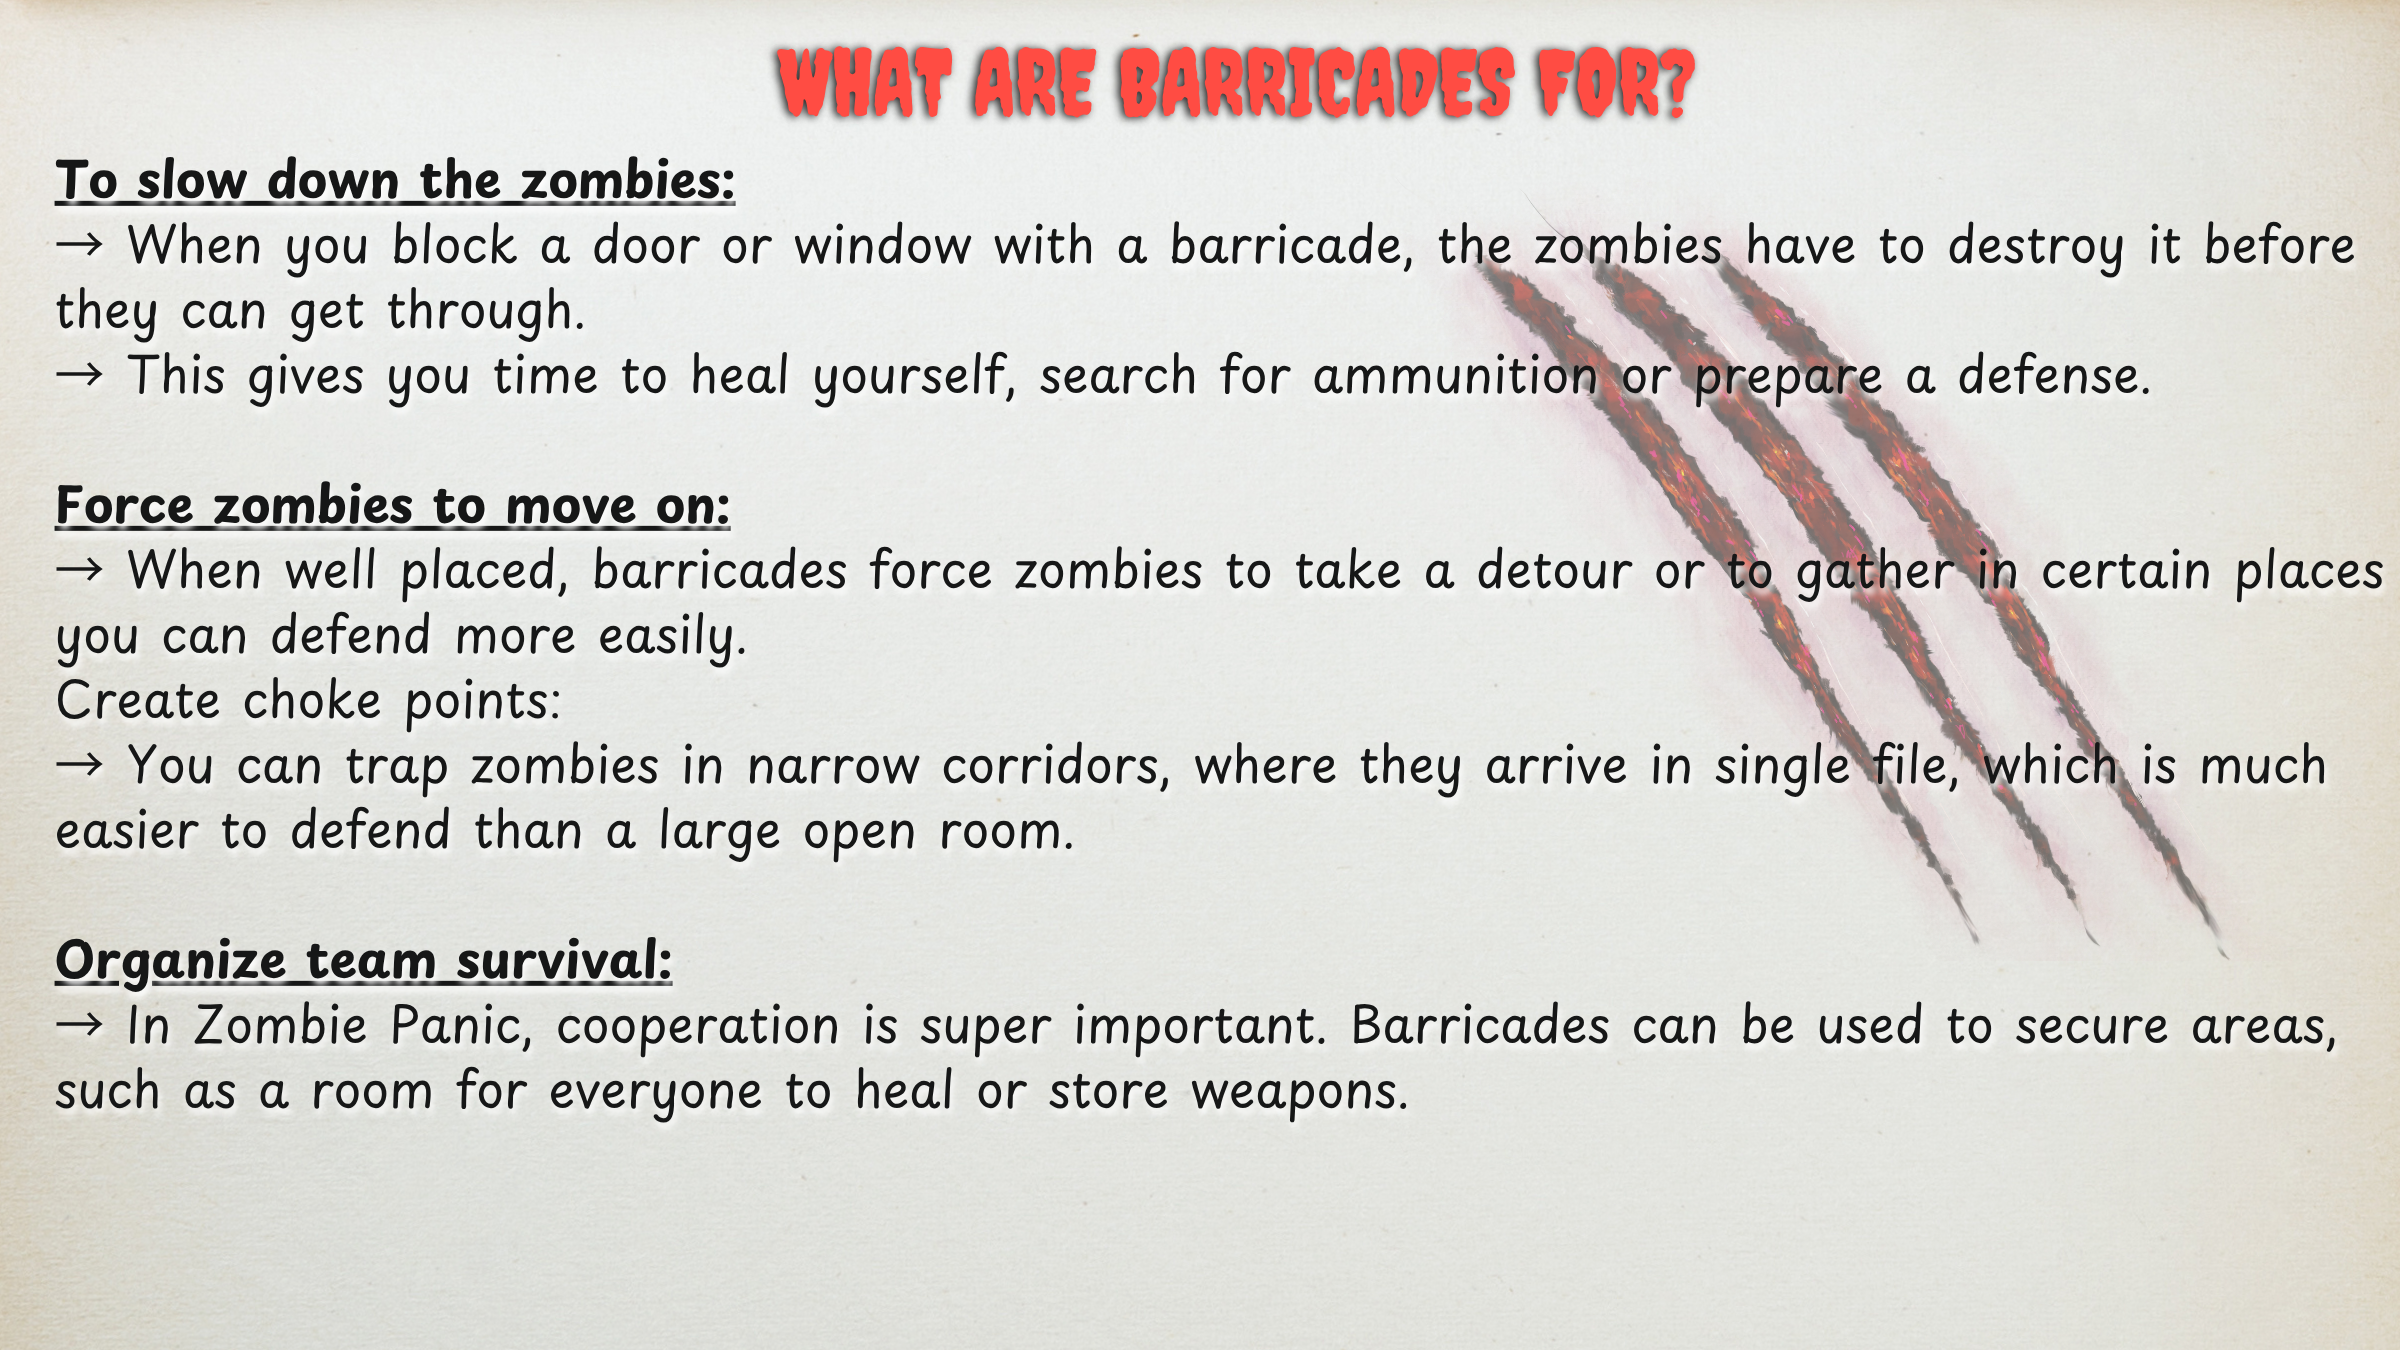 WHAT ARE BARRICADES FOR?
To slow down the zombies:
→ When you block a door or window with a barricade, the zombies have to destroy it before
they can get through.
→ This gives you time to heal yourself, search for ammunition or prepare a defense.
Force zombies to move on:
→ When well placed, barricades force zombies to take a detour or to gather in certain places
you can defend more easily.
Create choke points:
→ You can trap zombies in narrow corridors, where they arrive in single file, which is much
easier to defend than a large open room.
Organize team survival:
→ In Zombie Panic, cooperation is super important. Barricades can be used to secure areas,
such as a room for everyone to heal or store weapons.